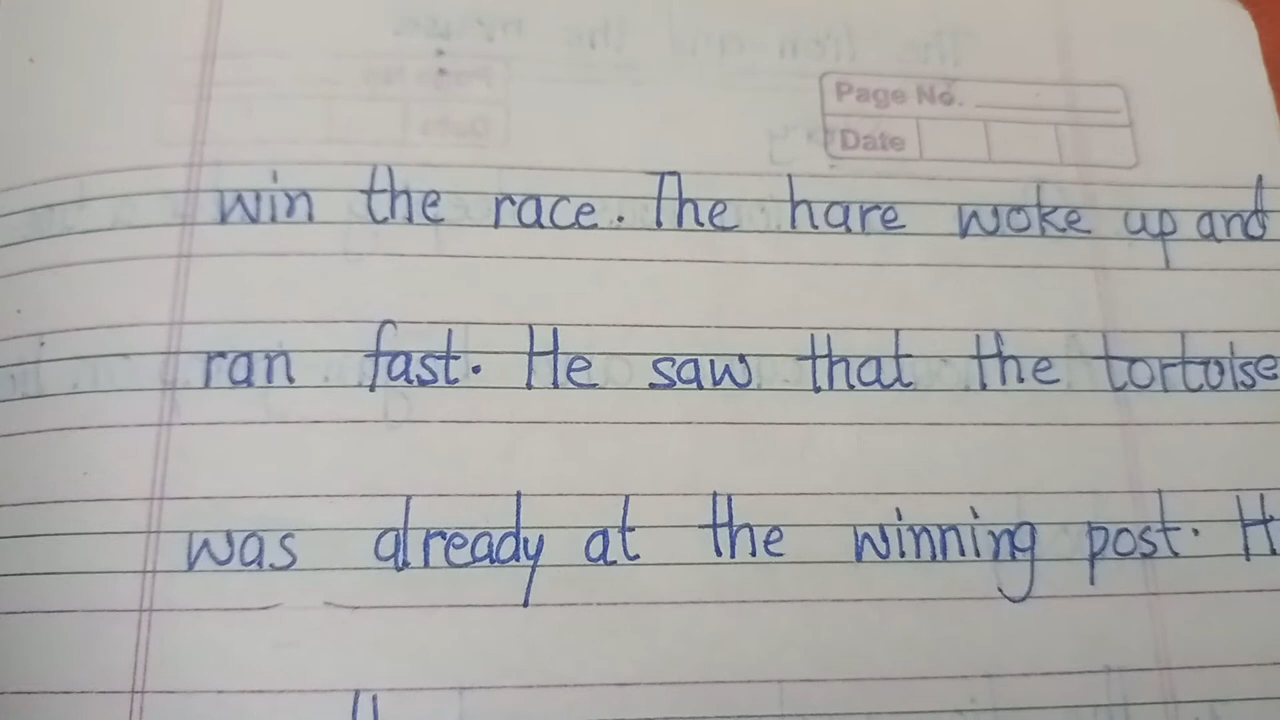 Page No.
Date
win the race. The hare woke up and
ran fast. He saw that the tortoise
was already at the winning post.